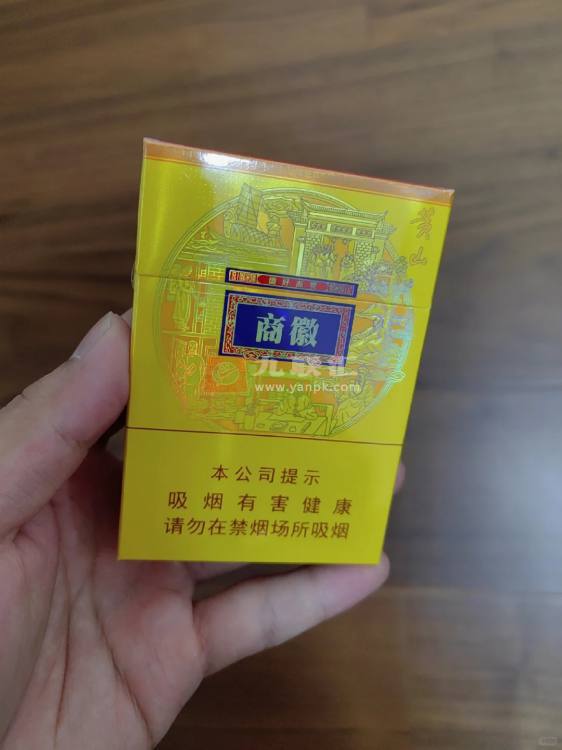 黄山
徽商
www.yanpk.com
本公司提示
吸烟有害健康
请勿在禁烟场所吸烟